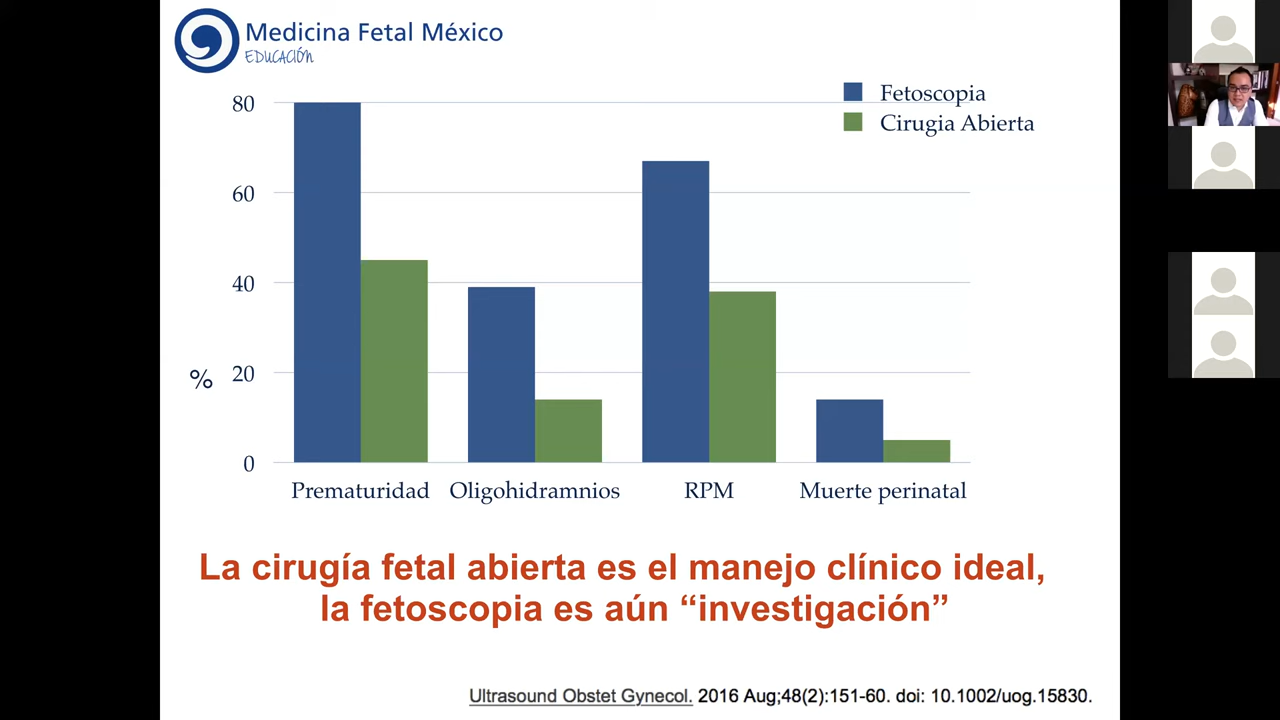 Medicina Fetal México
EDUCACIÓN
Fetoscopia
Cirugia Abierta
80
60
40
% 20
0
Prematuridad Oligohidramnios RPM Muerte perinatal
La cirugía fetal abierta es el manejo clínico ideal,
la fetoscopia es aún “investigación”
Ultrasound Obstet Gynecol. 2016 Aug;48(2):151-60. doi: 10.1002/uog.15830.